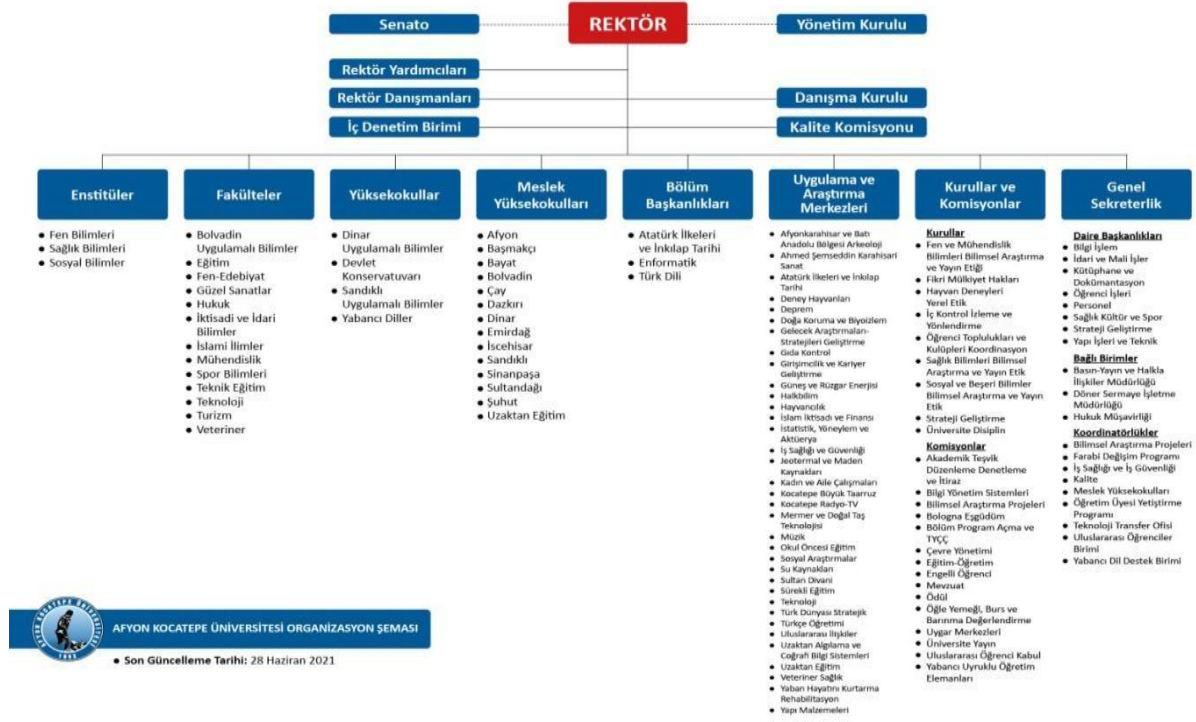 Senato
REKTÖR
Yönetim Kurulu
Rektör Yardımcıları
Rektör Danışmanları
Danışma Kurulu
İç Denetim Birimi
Kalite Komisyonu
Enstitüler
• Fen Bilimleri
• Sağlık Bilimleri
• Sosyal Bilimler
Fakülteler
• Bolvadin
Uygulamalı Bilimler
• Eğitim
• Fen-Edebiyat
• Güzel Sanatlar
• Hukuk
• İktisadi ve İdari
Bilimler
• İslami İlimler
• Mühendislik
• Spor Bilimleri
• Teknik Eğitim
• Teknoloji
• Turizm
• Veteriner
Yüksekokullar
• Dinar
Uygulamalı Bilimler
• Devlet
Konservatuvarı
• Sandıklı
Uygulamalı Bilimler
• Yabancı Diller
Meslek
Yüksekokulları
• Afyon
• Başmakçı
• Bayat
• Bolvadin
• Çay
• Dazkırı
• Dinar
• Emirdağ
• İscehisar
• Sandıklı
• Sinanpaşa
• Sultandağı
• Şuhut
• Uzaktan Eğitim
Bölüm
Başkanlıkları
• Atatürk İlkeleri
ve İnkılap Tarihi
• Enformatik
• Türk Dili
Uygulama ve
Araştırma
Merkezleri
• Afyonkarahisar ve Batı
Anadolu Bölgesi Arkeoloji
• Ahmed Şemseddin Karahisari
Sanat
• Atatürk İlkeleri ve İnkılap
Tarihi
• Deney Hayvanları
• Deprem
• Doğa Koruma ve Biyoizlem
• Gelecek Araştırmaları-
Stratejileri Geliştirme
• Gıda Kontrol
• Girişimcilik ve Kariyer
Geliştirme
• Güneş ve Rüzgar Enerjisi
• Halkbilim
• Hayvancılık
• İslam İktisadi ve Finansı
• İstatistik, Yöneylem ve
Aktüerya
• İş Sağlığı ve Güvenliği
• Jeotermal ve Maden
Kaynakları
• Kadın ve Aile Çalışmaları
• Kocatepe Büyük Taarruz
• Kocatepe Radyo-TV
• Mermer ve Doğal Taş
Teknolojisi
• Müzik
• Okul Öncesi Eğitim
• Sosyal Araştırmalar
• Su Kaynakları
• Sultan Divani
• Sürekli Eğitim
• Teknoloji
• Türk Dünyası Stratejik
• Türkçe Öğretimi
• Uluslararası İlişkiler
• Uzaktan Algılama ve
Coğrafi Bilgi Sistemleri
• Uzaktan Eğitim
• Veteriner Sağlık
• Yaban Hayatını Kurtarma
Rehabilitasyon
• Yapı Malzemeleri
Kurullar ve
Komisyonlar
Kurullar
• Fen ve Mühendislik
Bilimleri Bilimsel Araştırma
ve Yayın Etiği
• Fikri Mülkiyet Hakları
• Hayvan Deneyleri
Yerel Etik
• İç Kontrol İzleme ve
Yönlendirme
• Öğrenci Toplulukları ve
Kulüpleri Koordinasyon
• Sağlık Bilimleri Bilimsel
Araştırma ve Yayın Etik
• Sosyal ve Beşeri Bilimler
Bilimsel Araştırma ve Yayın
Etik
• Strateji Geliştirme
• Üniversite Disiplin
Komisyonlar
• Akademik Teşvik
Düzenleme Denetleme
ve İtiraz
• Bilgi Yönetim Sistemleri
• Bilimsel Araştırma Projeleri
• Bologna Eşgüdüm
• Bölüm Program Açma ve
TYÇÇ
• Çevre Yönetimi
• Eğitim-Öğretim
• Engelli Öğrenci
• Mevzuat
• Ödül
• Öğle Yemeği, Burs ve
Barınma Değerlendirme
• Uygar Merkezleri
• Üniversite Yayın
• Uluslararası Öğrenci Kabul
• Yabancı Uyruklu Öğretim
Elemanları
Genel
Sekreterlik
Daire Başkanlıkları
• Bilgi İşlem
• İdari ve Mali İşler
• Kütüphane ve
Dokümantasyon
• Öğrenci İşleri
• Personel
• Sağlık Kültür ve Spor
• Strateji Geliştirme
• Yapı İşleri ve Teknik
Bağlı Birimler
• Basın-Yayın ve Halkla
İlişkiler Müdürlüğü
• Döner Sermaye İşletme
Müdürlüğü
• Hukuk Müşavirliği
Koordinatörlükler
• Bilimsel Araştırma Projeleri
• Farabi Değişim Programı
• İş Sağlığı ve İş Güvenliği
• Kalite
• Meslek Yüksekokulları
• Öğretim Üyesi Yetiştirme
Programı
• Teknoloji Transfer Ofisi
• Uluslararası Öğrenciler
Birimi
• Yabancı Dil Destek Birimi
AFYON KOCATEPE ÜNİVERSİTESİ
1992
AFYON KOCATEPE ÜNİVERSİTESİ ORGANİZASYON ŞEMASI
• Son Güncelleme Tarihi: 28 Haziran 2021